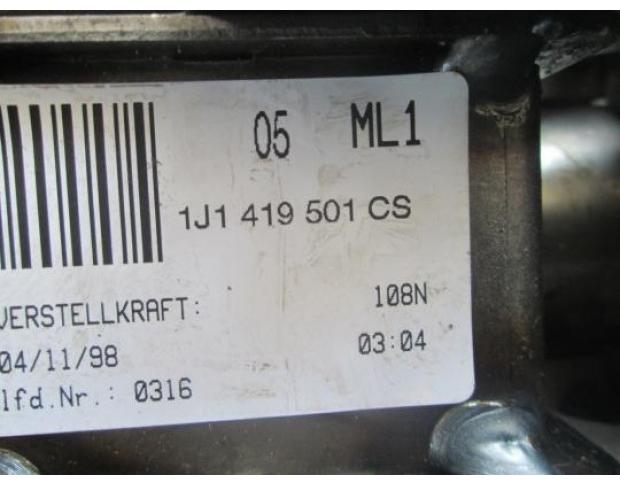 05 ML1
1J1 419 501 CS
VERSTELLKRAFT: 108N
04/11/98 03:04
lfd.Nr.: 0316